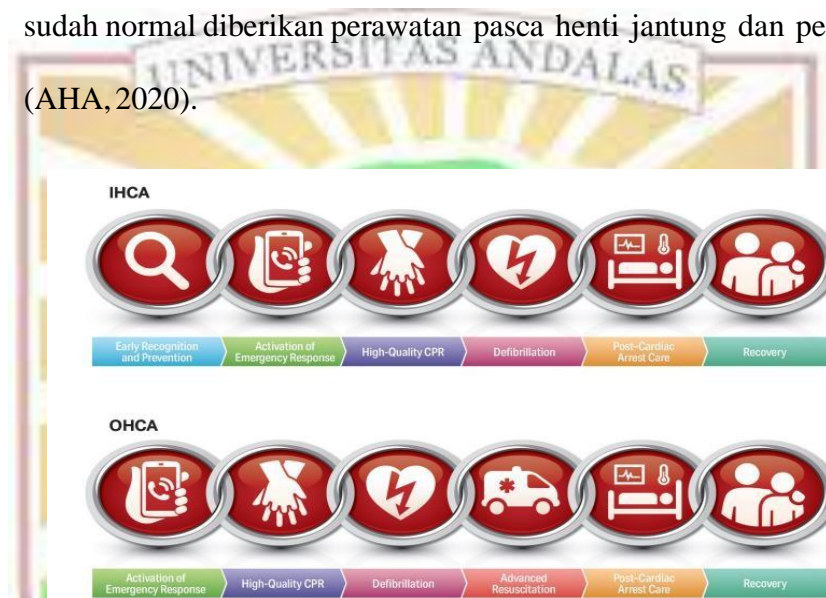 sudah normal diberikan perawatan pasca henti jantung dan pe
UNIVERSITAS ANDALAS
(AHA, 2020).
IHCA
Early Recognition
and Prevention
Activation of
Emergency Response
High-Quality CPR
Defibrillation
Post-Cardiac
Arrest Care
Recovery
OHCA
Activation of
Emergency Response
High-Quality CPR
Defibrillation
Advanced
Resuscitation
Post-Cardiac
Arrest Care
Recovery